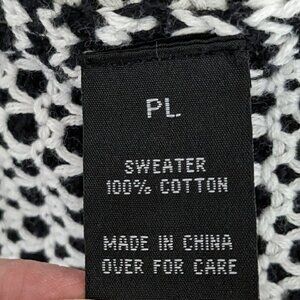 PL
SWEATER
100% COTTON
MADE IN CHINA
OVER FOR CARE